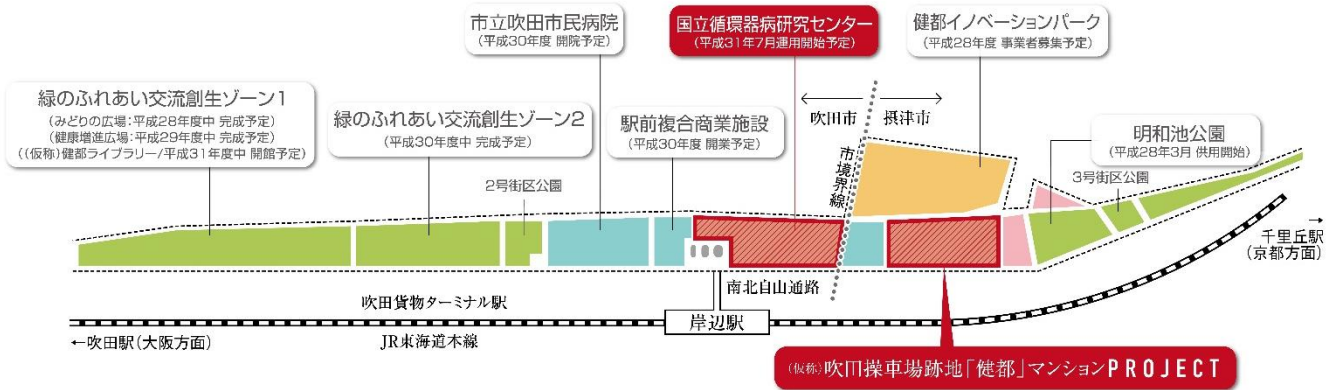 市立吹田市民病院
(平成30年度 開院予定)
国立循環器病研究センター
(平成31年7月運用開始予定)
健都イノベーションパーク
(平成28年度 事業者募集予定)
緑のふれあい交流創生ゾーン1
(みどりの広場:平成28年度中 完成予定)
(健康増進広場:平成29年度中 完成予定)
((仮称)健都ライブラリー/平成31年度中 開館予定)
緑のふれあい交流創生ゾーン2
(平成30年度中 完成予定)
駅前複合商業施設
(平成30年度 開業予定)
吹田市
摂津市
市境界線
明和池公園
(平成28年3月 供用開始)
2号街区公園
3号街区公園
千里丘駅
(京都方面)
→
南北自由通路
吹田貨物ターミナル駅
岸辺駅
←吹田駅(大阪方面)
JR東海道本線
(仮称)吹田操車場跡地「健都」マンションPROJECT